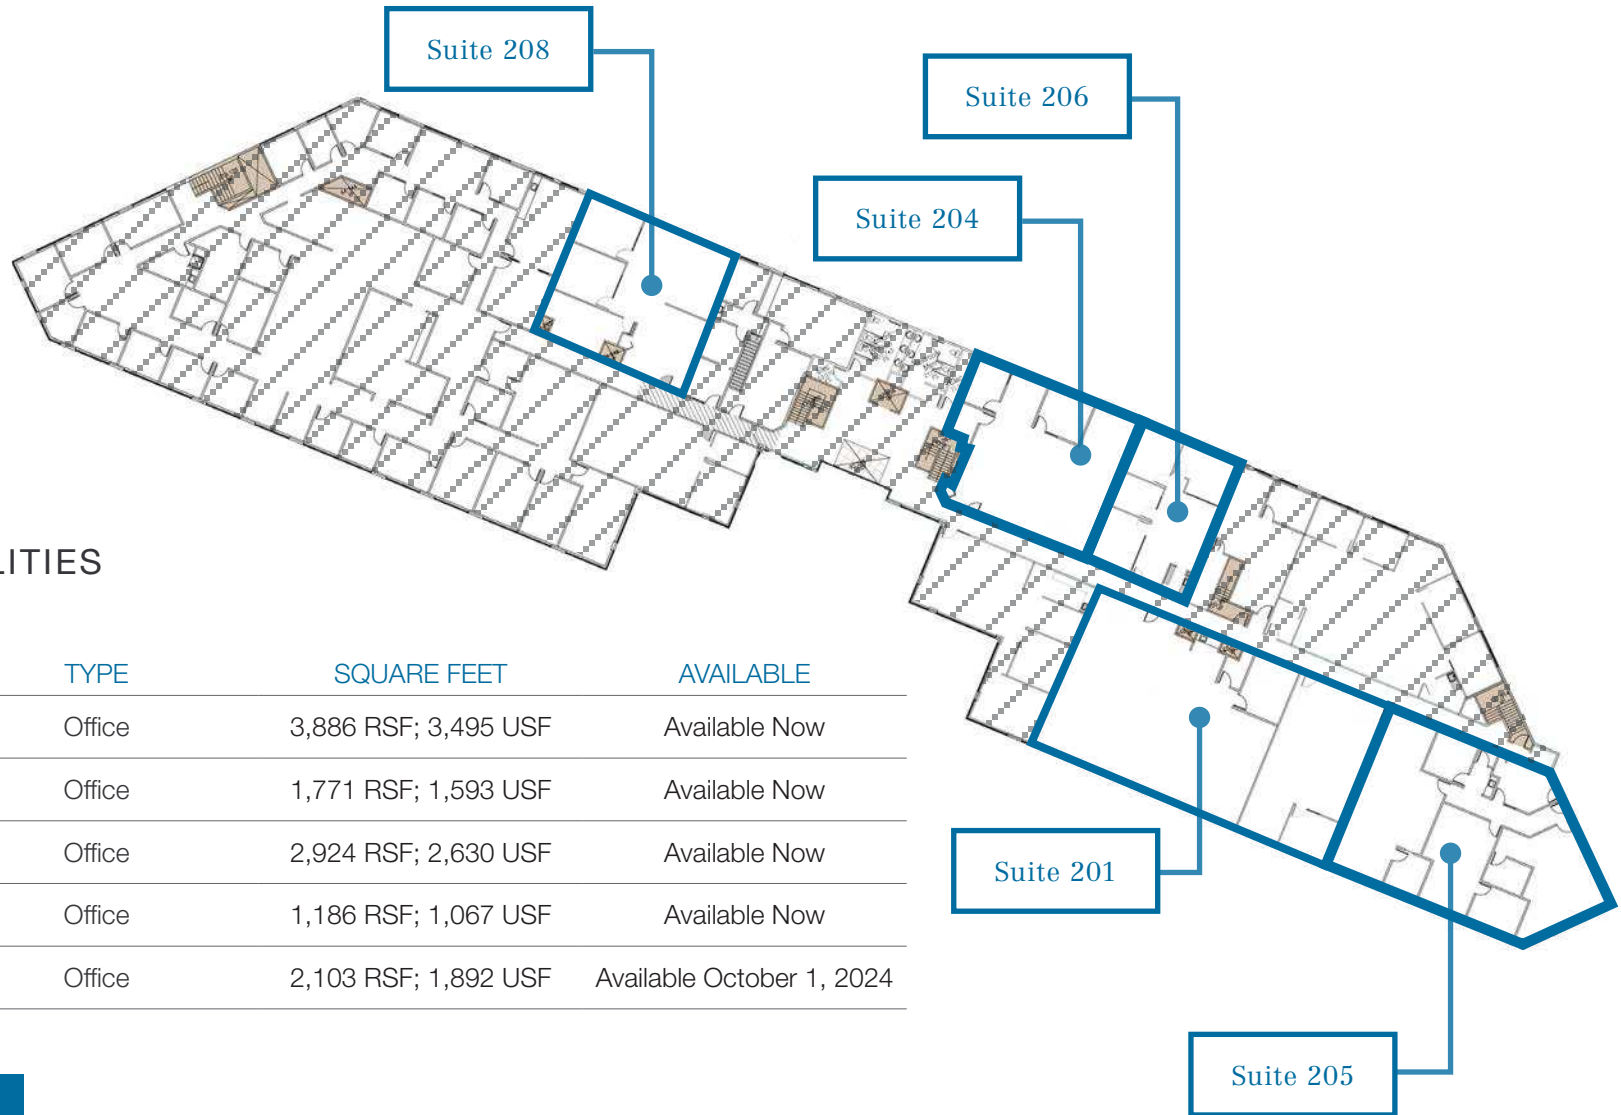 Suite 208
Suite 206
Suite 204
LITIES
TYPE SQUARE FEET AVAILABLE
Office 3,886 RSF; 3,495 USF Available Now
Office 1,771 RSF; 1,593 USF Available Now
Office 2,924 RSF; 2,630 USF Available Now
Office 1,186 RSF; 1,067 USF Available Now
Office 2,103 RSF; 1,892 USF Available October 1, 2024
Suite 201
Suite 205